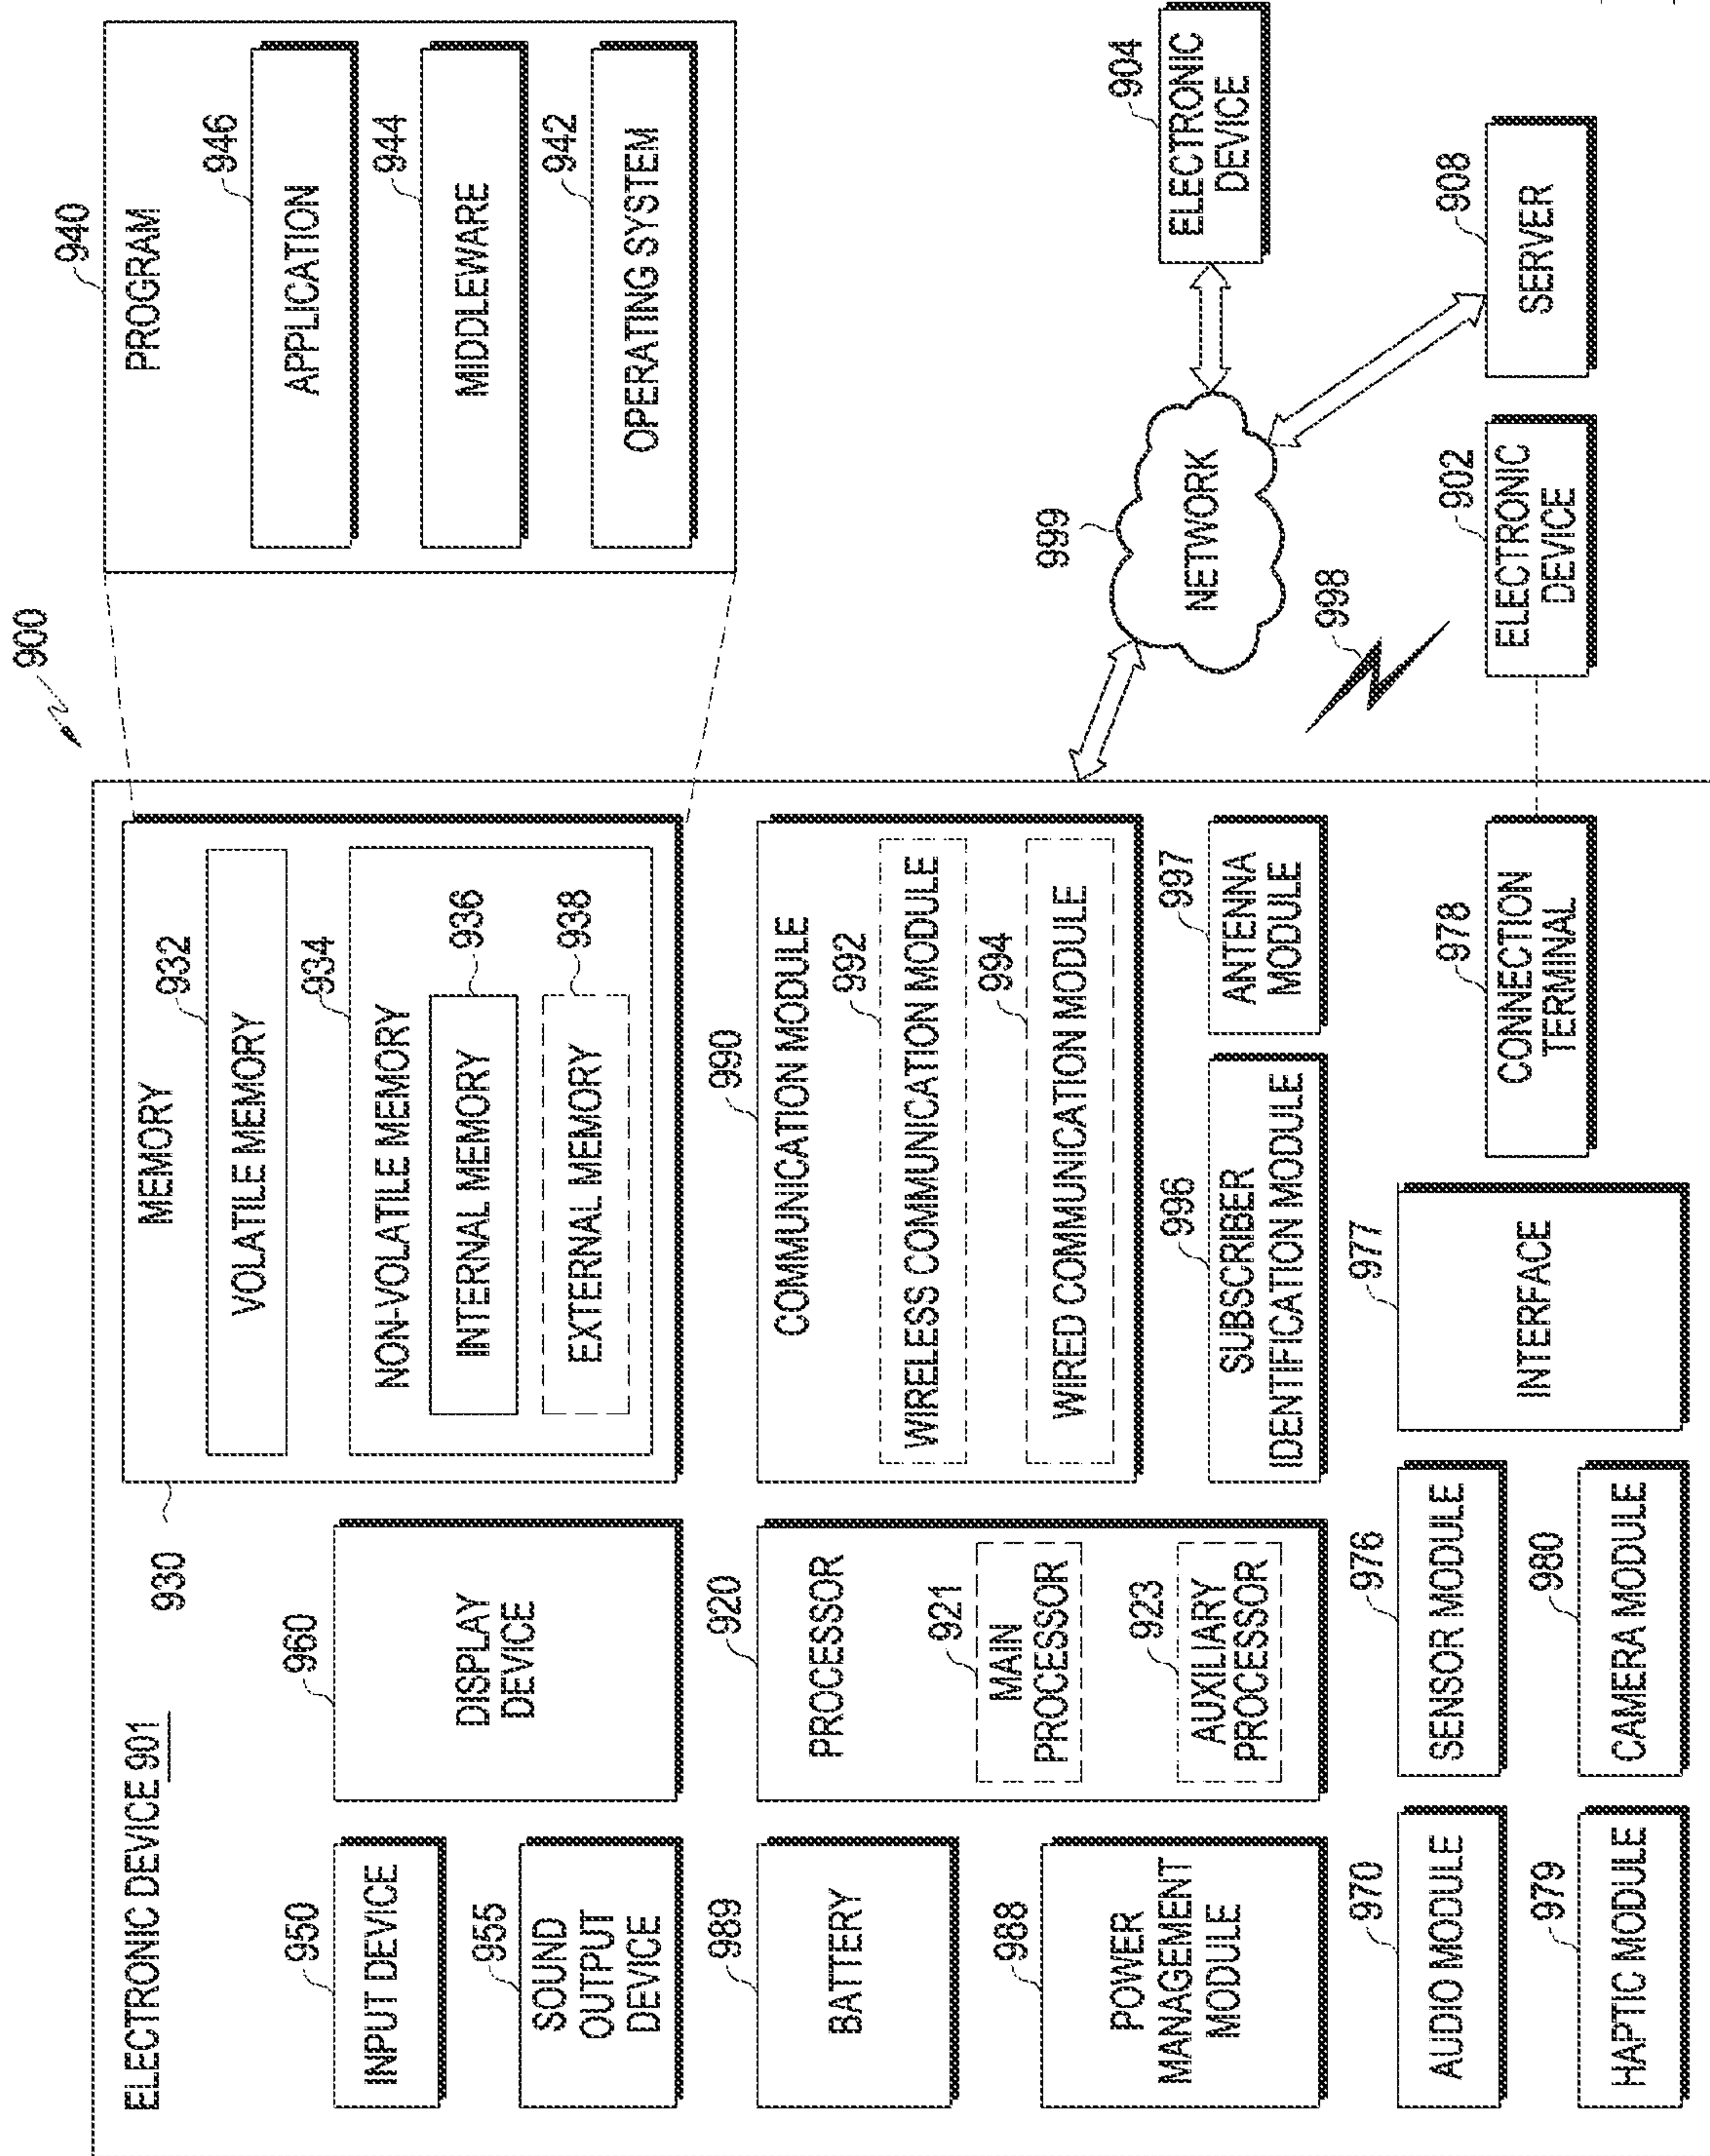 900
ELECTRONIC DEVICE 901
930
MEMORY
932
VOLATILE MEMORY
934
NON-VOLATILE MEMORY
936
INTERNAL MEMORY
938
EXTERNAL MEMORY
940
PROGRAM
946
APPLICATION
944
MIDDLEWARE
942
OPERATING SYSTEM
950
INPUT DEVICE
955
SOUND
OUTPUT
DEVICE
960
DISPLAY
DEVICE
989
BATTERY
988
POWER
MANAGEMENT
MODULE
920
PROCESSOR
921
MAIN
PROCESSOR
923
AUXILIARY
PROCESSOR
990
COMMUNICATION MODULE
992
WIRELESS COMMUNICATION MODULE
994
WIRED COMMUNICATION MODULE
996
SUBSCRIBER
IDENTIFICATION MODULE
997
ANTENNA
MODULE
999
NETWORK
904
ELECTRONIC
DEVICE
998
908
SERVER
902
ELECTRONIC
DEVICE
970
AUDIO MODULE
976
SENSOR MODULE
977
INTERFACE
978
CONNECTION
TERMINAL
979
HAPTIC MODULE
980
CAMERA MODULE